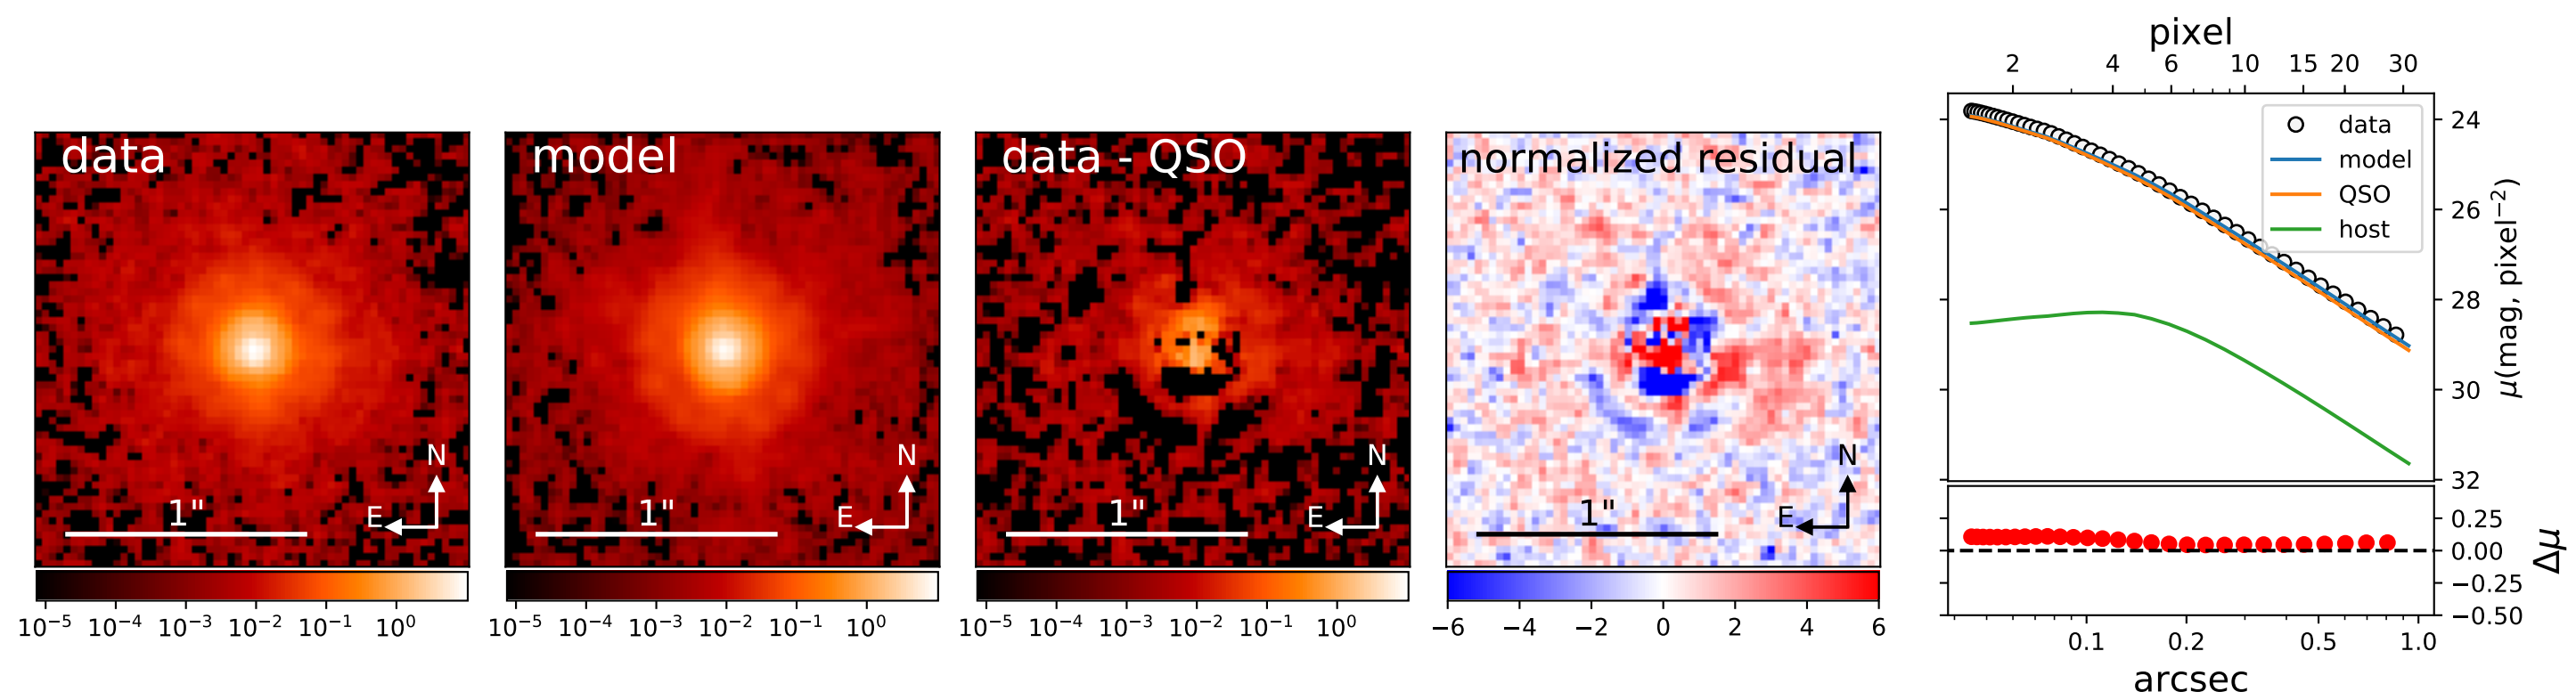 data
N
E
1"
10⁻⁵ 10⁻⁴ 10⁻³ 10⁻² 10⁻¹ 10⁰
model
N
E
1"
10⁻⁵ 10⁻⁴ 10⁻³ 10⁻² 10⁻¹ 10⁰
data - QSO
N
E
1"
10⁻⁵ 10⁻⁴ 10⁻³ 10⁻² 10⁻¹ 10⁰
normalized residual
N
E
1"
−6 −4 −2 0 2 4 6
pixel
2 4 6 10 15 20 30
data
model
QSO
host
24
26
28
30
32
μ(mag, pixel⁻²)
0.25
0.00
−0.25
−0.50
Δμ
0.1 0.2 0.5 1.0
arcsec